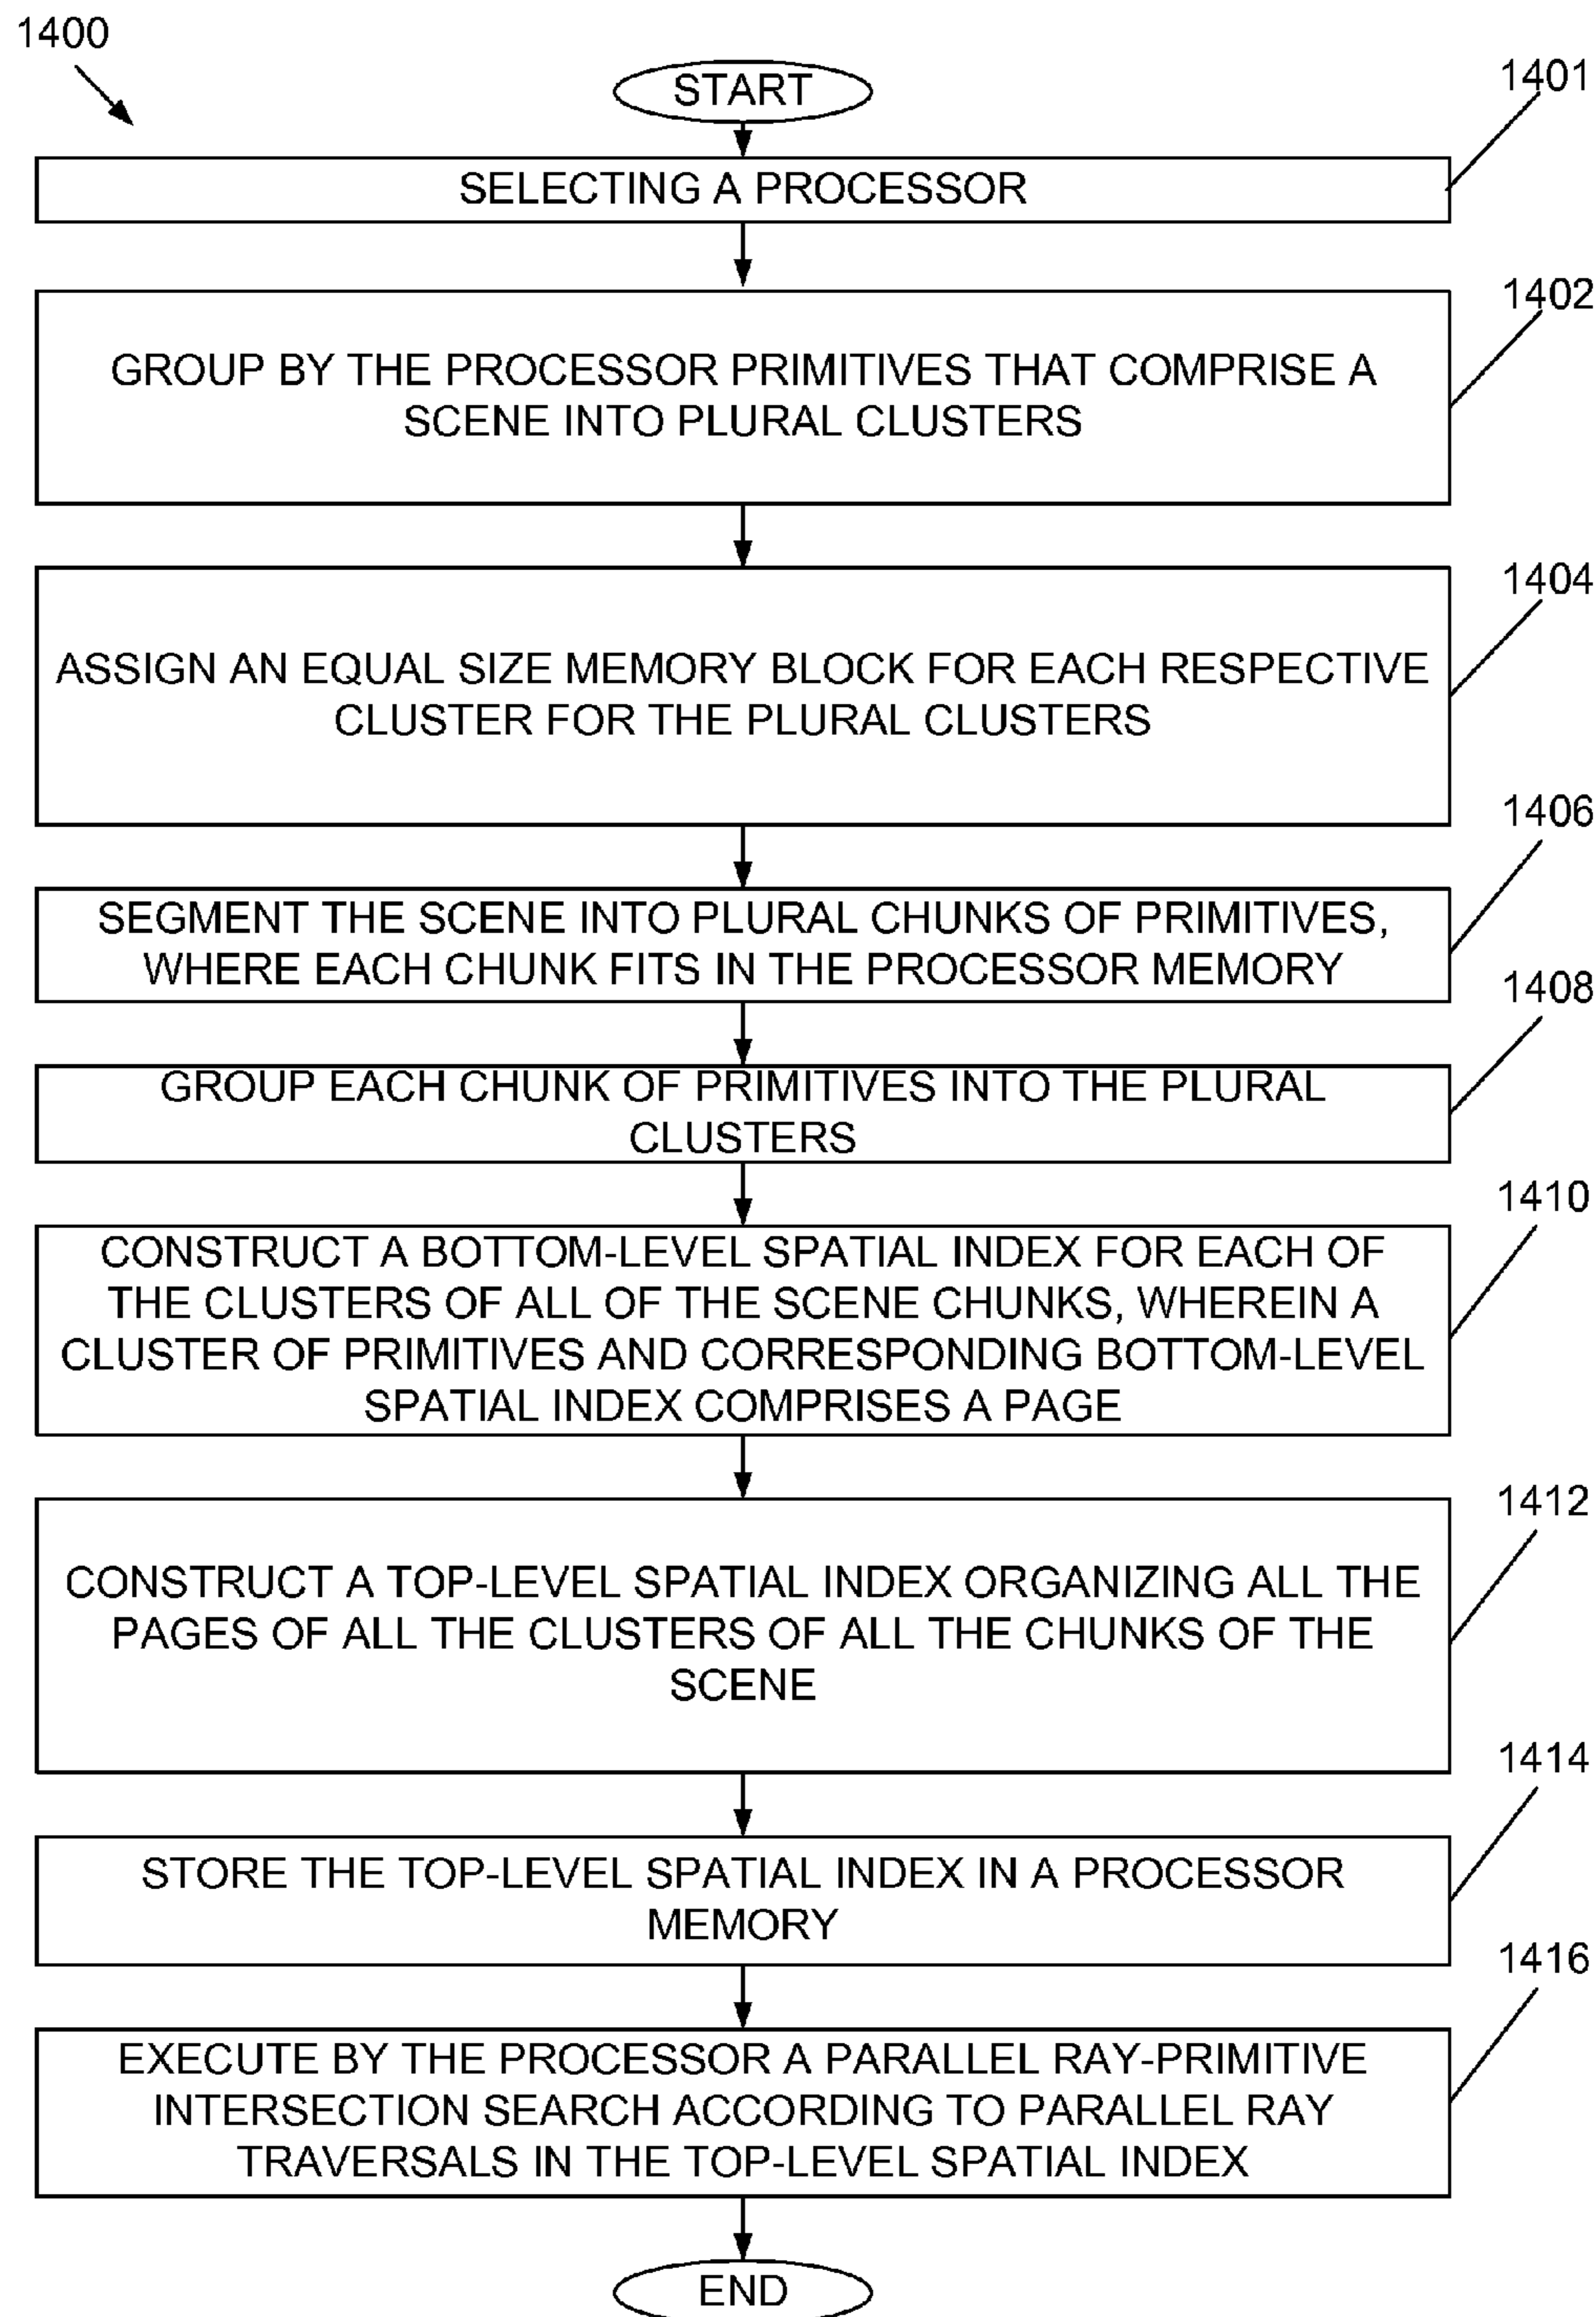 1400
START
1401
SELECTING A PROCESSOR
1402
GROUP BY THE PROCESSOR PRIMITIVES THAT COMPRISE A
SCENE INTO PLURAL CLUSTERS
1404
ASSIGN AN EQUAL SIZE MEMORY BLOCK FOR EACH RESPECTIVE
CLUSTER FOR THE PLURAL CLUSTERS
1406
SEGMENT THE SCENE INTO PLURAL CHUNKS OF PRIMITIVES,
WHERE EACH CHUNK FITS IN THE PROCESSOR MEMORY
1408
GROUP EACH CHUNK OF PRIMITIVES INTO THE PLURAL
CLUSTERS
1410
CONSTRUCT A BOTTOM-LEVEL SPATIAL INDEX FOR EACH OF
THE CLUSTERS OF ALL OF THE SCENE CHUNKS, WHEREIN A
CLUSTER OF PRIMITIVES AND CORRESPONDING BOTTOM-LEVEL
SPATIAL INDEX COMPRISES A PAGE
1412
CONSTRUCT A TOP-LEVEL SPATIAL INDEX ORGANIZING ALL THE
PAGES OF ALL THE CLUSTERS OF ALL THE CHUNKS OF THE
SCENE
1414
STORE THE TOP-LEVEL SPATIAL INDEX IN A PROCESSOR
MEMORY
1416
EXECUTE BY THE PROCESSOR A PARALLEL RAY-PRIMITIVE
INTERSECTION SEARCH ACCORDING TO PARALLEL RAY
TRAVERSALS IN THE TOP-LEVEL SPATIAL INDEX
END